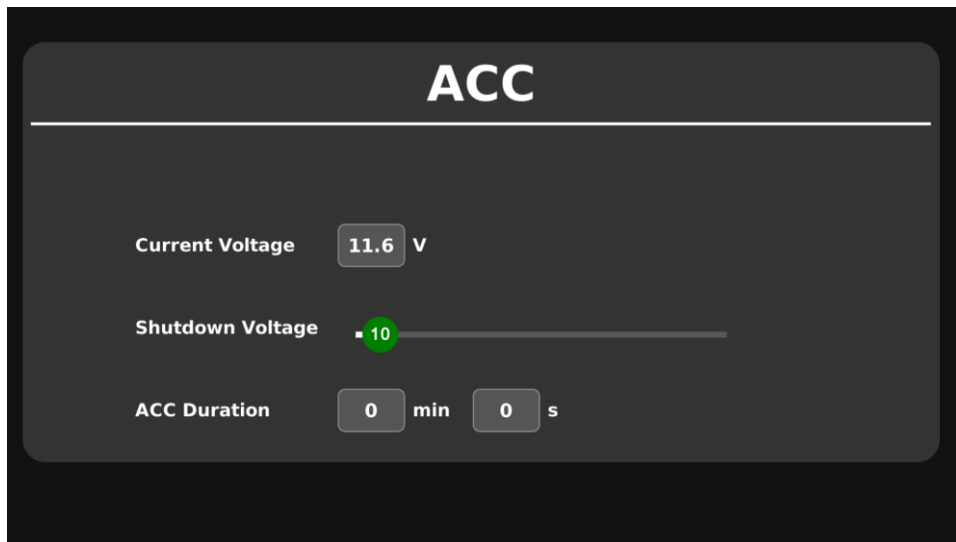 ACC
Current Voltage 11.6 V
Shutdown Voltage 10
ACC Duration 0 min 0 s